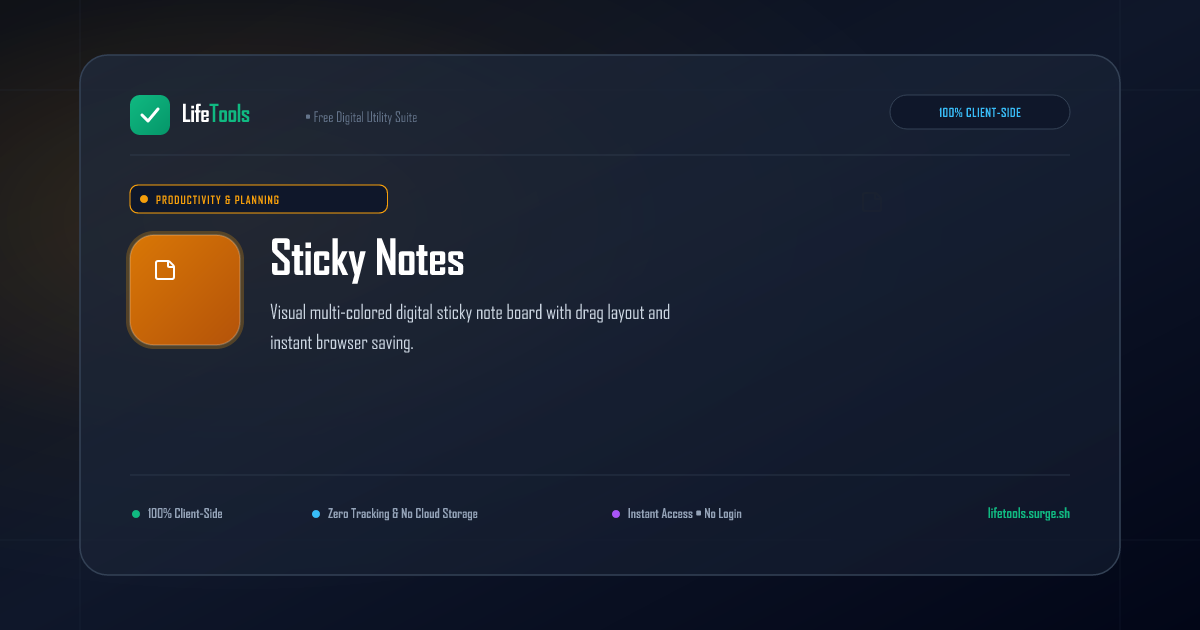 LifeTools
▪ Free Digital Utility Suite
100% CLIENT-SIDE
PRODUCTIVITY & PLANNING
Sticky Notes
Visual multi-colored digital sticky note board with drag layout and
instant browser saving.
100% Client-Side
Zero Tracking & No Cloud Storage
Instant Access ▪ No Login
lifetools.surge.sh